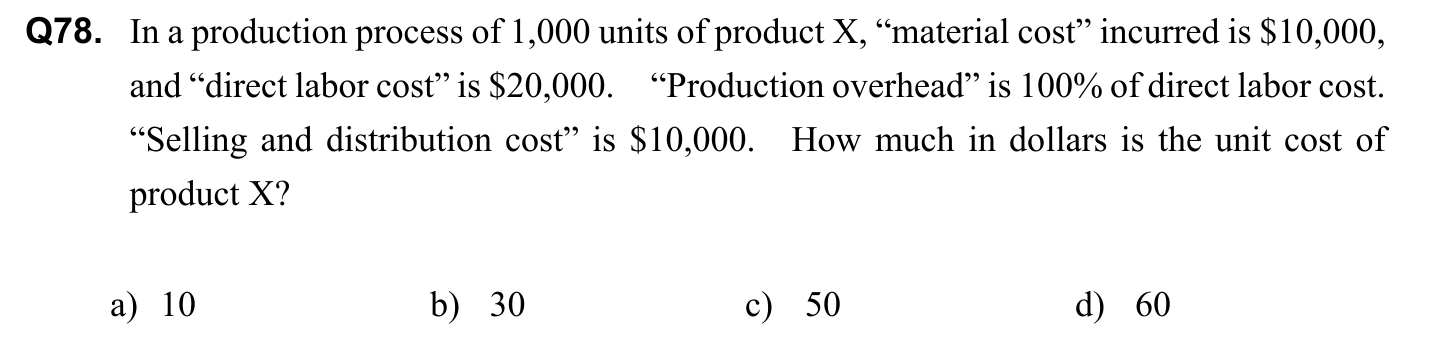 Q78. In a production process of 1,000 units of product X, “material cost” incurred is $10,000,
and “direct labor cost” is $20,000. “Production overhead” is 100% of direct labor cost.
“Selling and distribution cost” is $10,000. How much in dollars is the unit cost of
product X?
a) 10 b) 30 c) 50 d) 60